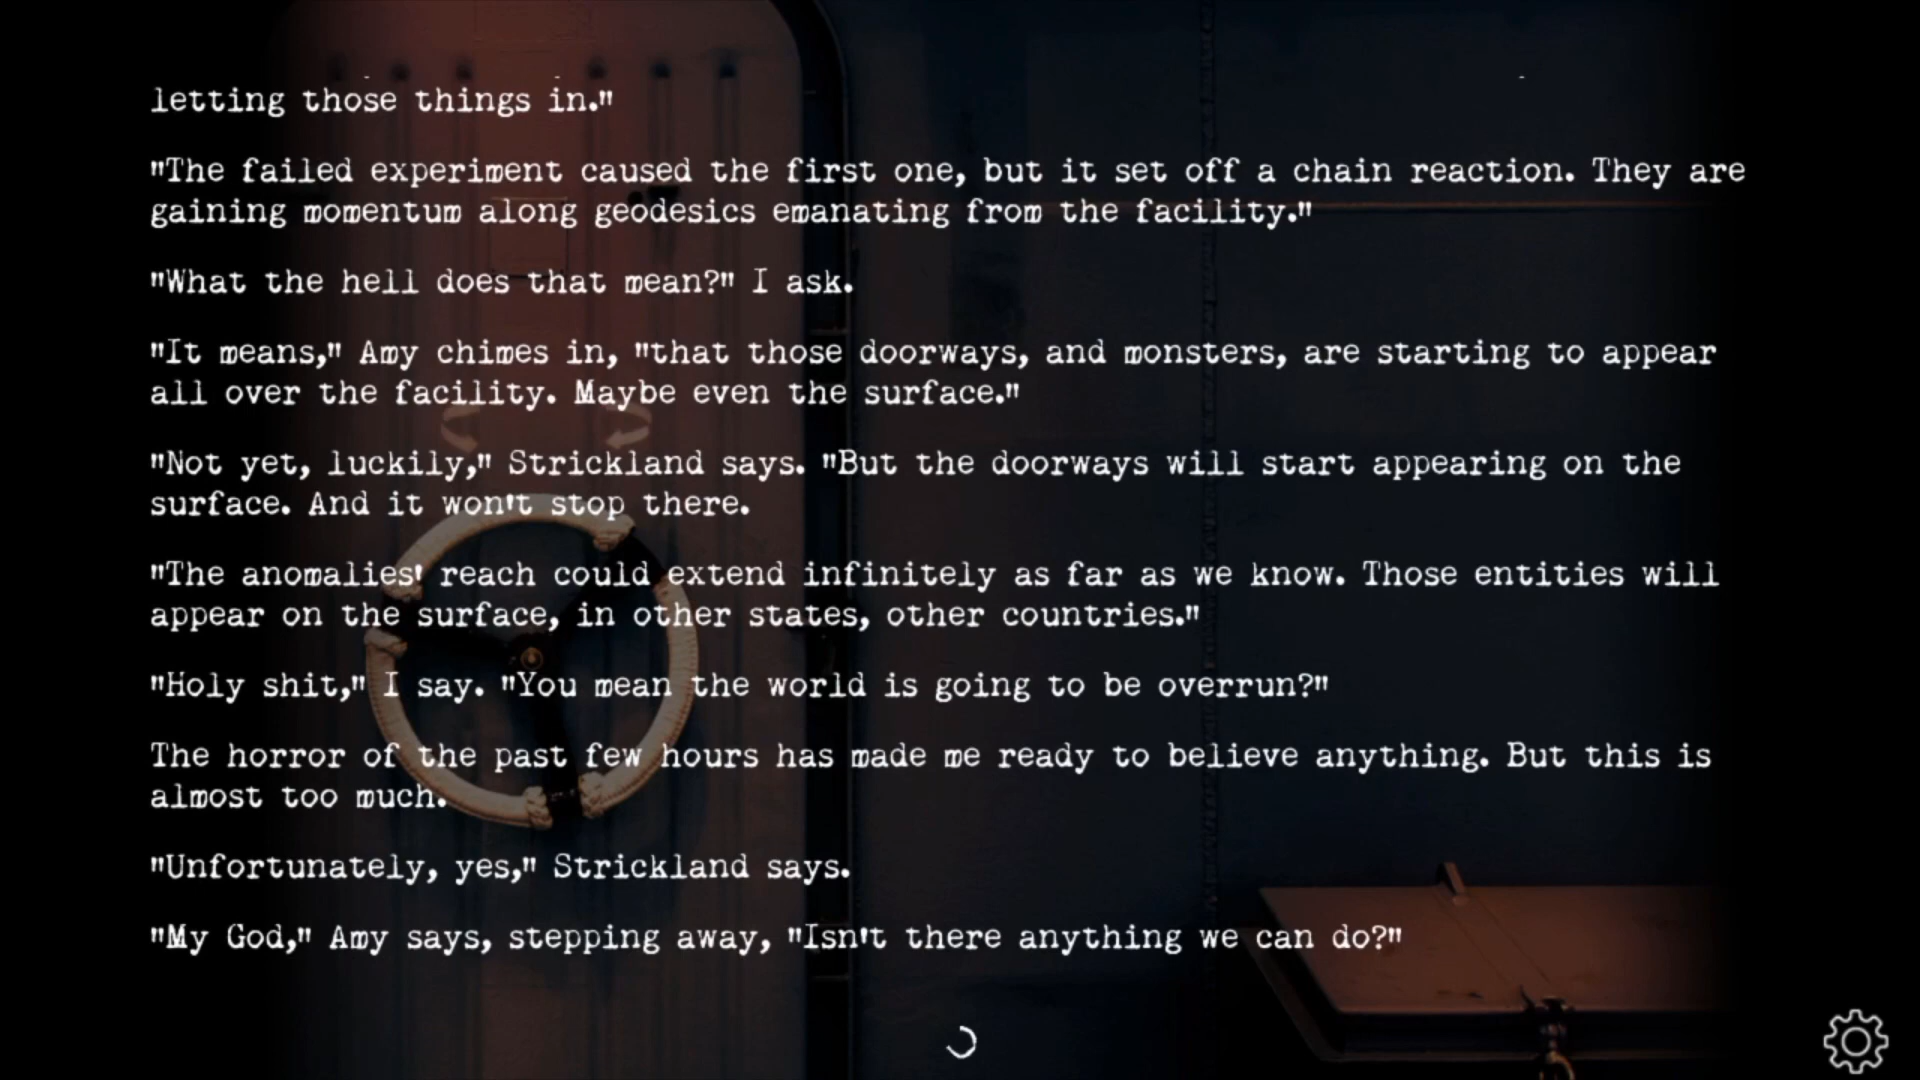 letting those things in."
"The failed experiment caused the first one, but it set off a chain reaction. They are
gaining momentum along geodesics emanating from the facility."
"What the hell does that mean?" I ask.
"It means," Amy chimes in, "that those doorways, and monsters, are starting to appear
all over the facility. Maybe even the surface."
"Not yet, luckily," Strickland says. "But the doorways will start appearing on the
surface. And it won't stop there.
"The anomalies' reach could extend infinitely as far as we know. Those entities will
appear on the surface, in other states, other countries."
"Holy shit," I say. "You mean the world is going to be overrun?"
The horror of the past few hours has made me ready to believe anything. But this is
almost too much.
"Unfortunately, yes," Strickland says.
"My God," Amy says, stepping away, "Isn't there anything we can do?"